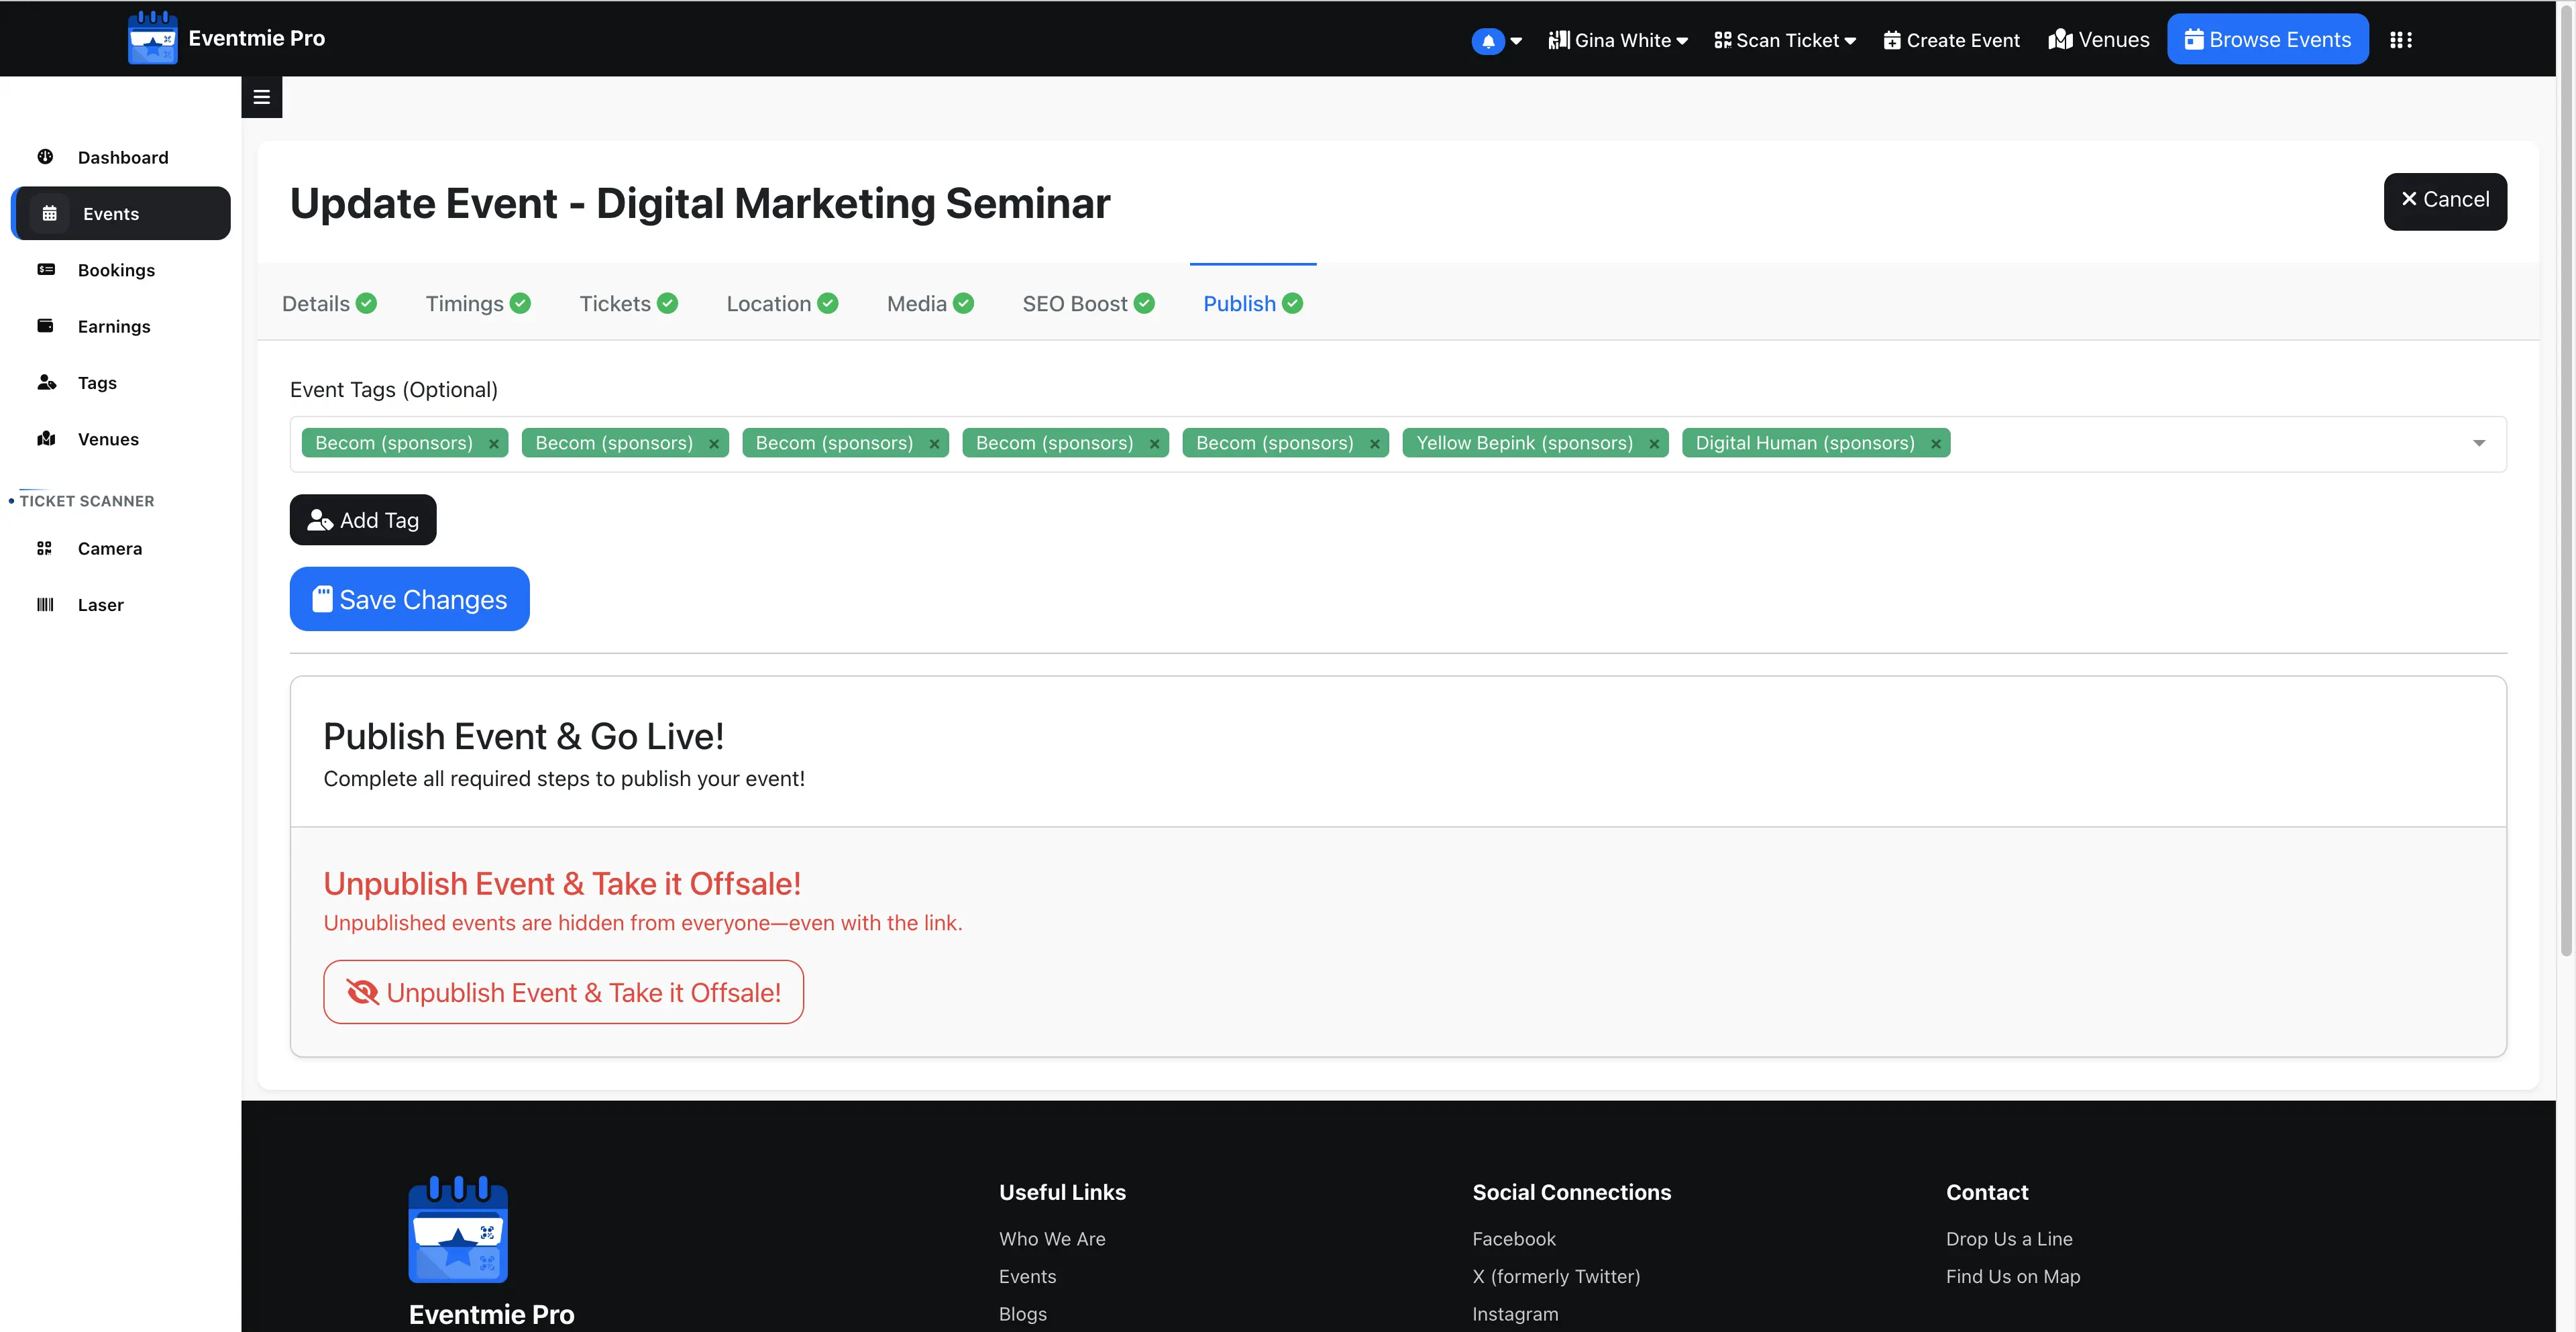 Eventmie Pro
Gina White
Scan Ticket
Create Event
Venues
Browse Events
Dashboard
Events
Bookings
Earnings
Tags
Venues
TICKET SCANNER
Camera
Laser
Update Event - Digital Marketing Seminar
Cancel
Details
Timings
Tickets
Location
Media
SEO Boost
Publish
Event Tags (Optional)
Becom (sponsors) ×
Becom (sponsors) ×
Becom (sponsors) ×
Becom (sponsors) ×
Becom (sponsors) ×
Yellow Bepink (sponsors) ×
Digital Human (sponsors) ×
Add Tag
Save Changes
Publish Event & Go Live!
Complete all required steps to publish your event!
Unpublish Event & Take it Offsale!
Unpublished events are hidden from everyone—even with the link.
Unpublish Event & Take it Offsale!
Eventmie Pro
Useful Links
Who We Are
Events
Blogs
Social Connections
Facebook
X (formerly Twitter)
Instagram
Contact
Drop Us a Line
Find Us on Map